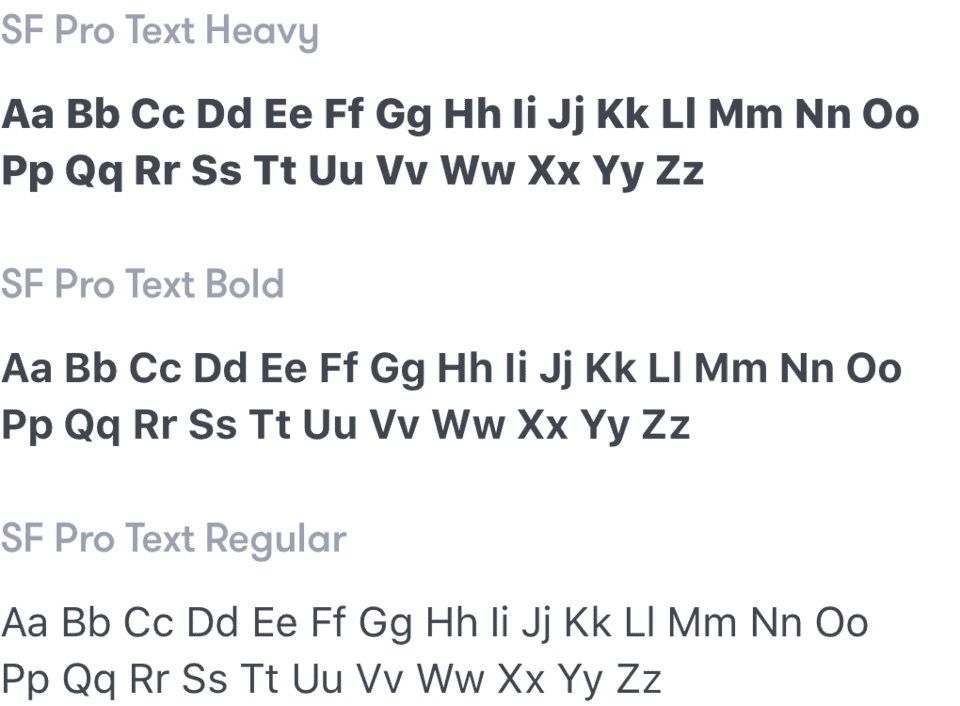 SF Pro Text Heavy
Aa Bb Cc Dd Ee Ff Gg Hh Ii Jj Kk Ll Mm Nn Oo
Pp Qq Rr Ss Tt Uu Vv Ww Xx Yy Zz
SF Pro Text Bold
Aa Bb Cc Dd Ee Ff Gg Hh Ii Jj Kk Ll Mm Nn Oo
Pp Qq Rr Ss Tt Uu Vv Ww Xx Yy Zz
SF Pro Text Regular
Aa Bb Cc Dd Ee Ff Gg Hh Ii Jj Kk Ll Mm Nn Oo
Pp Qq Rr Ss Tt Uu Vv Ww Xx Yy Zz